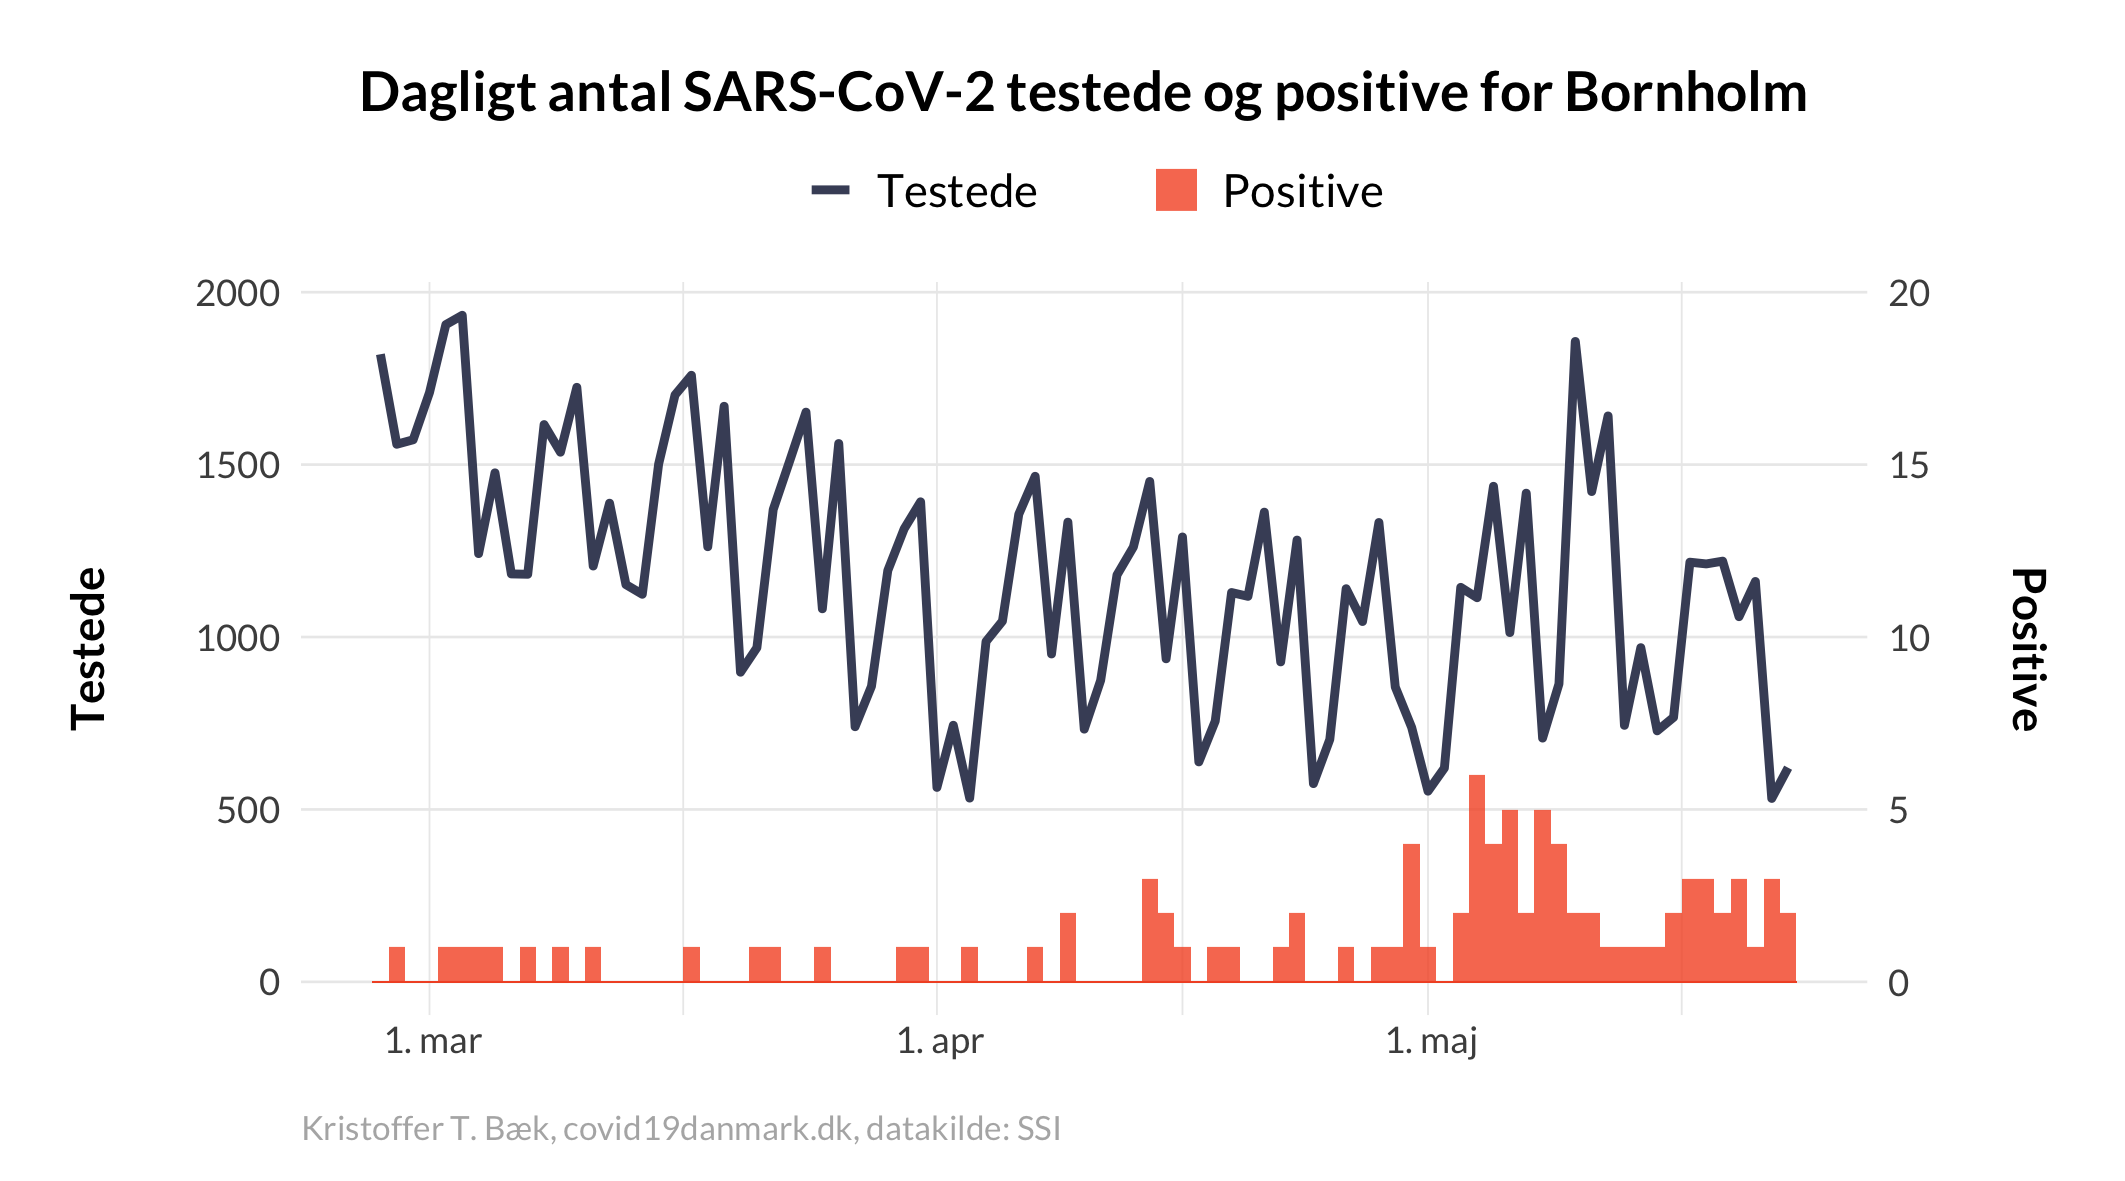 Dagligt antal SARS-CoV-2 testede og positive for Bornholm
Testede Positive
2000 20
1500 15
1000 10
500 5
0 0
Testede
Positive
1. mar 1. apr 1. maj
Kristoffer T. Bæk, covid19danmark.dk, datakilde: SSI